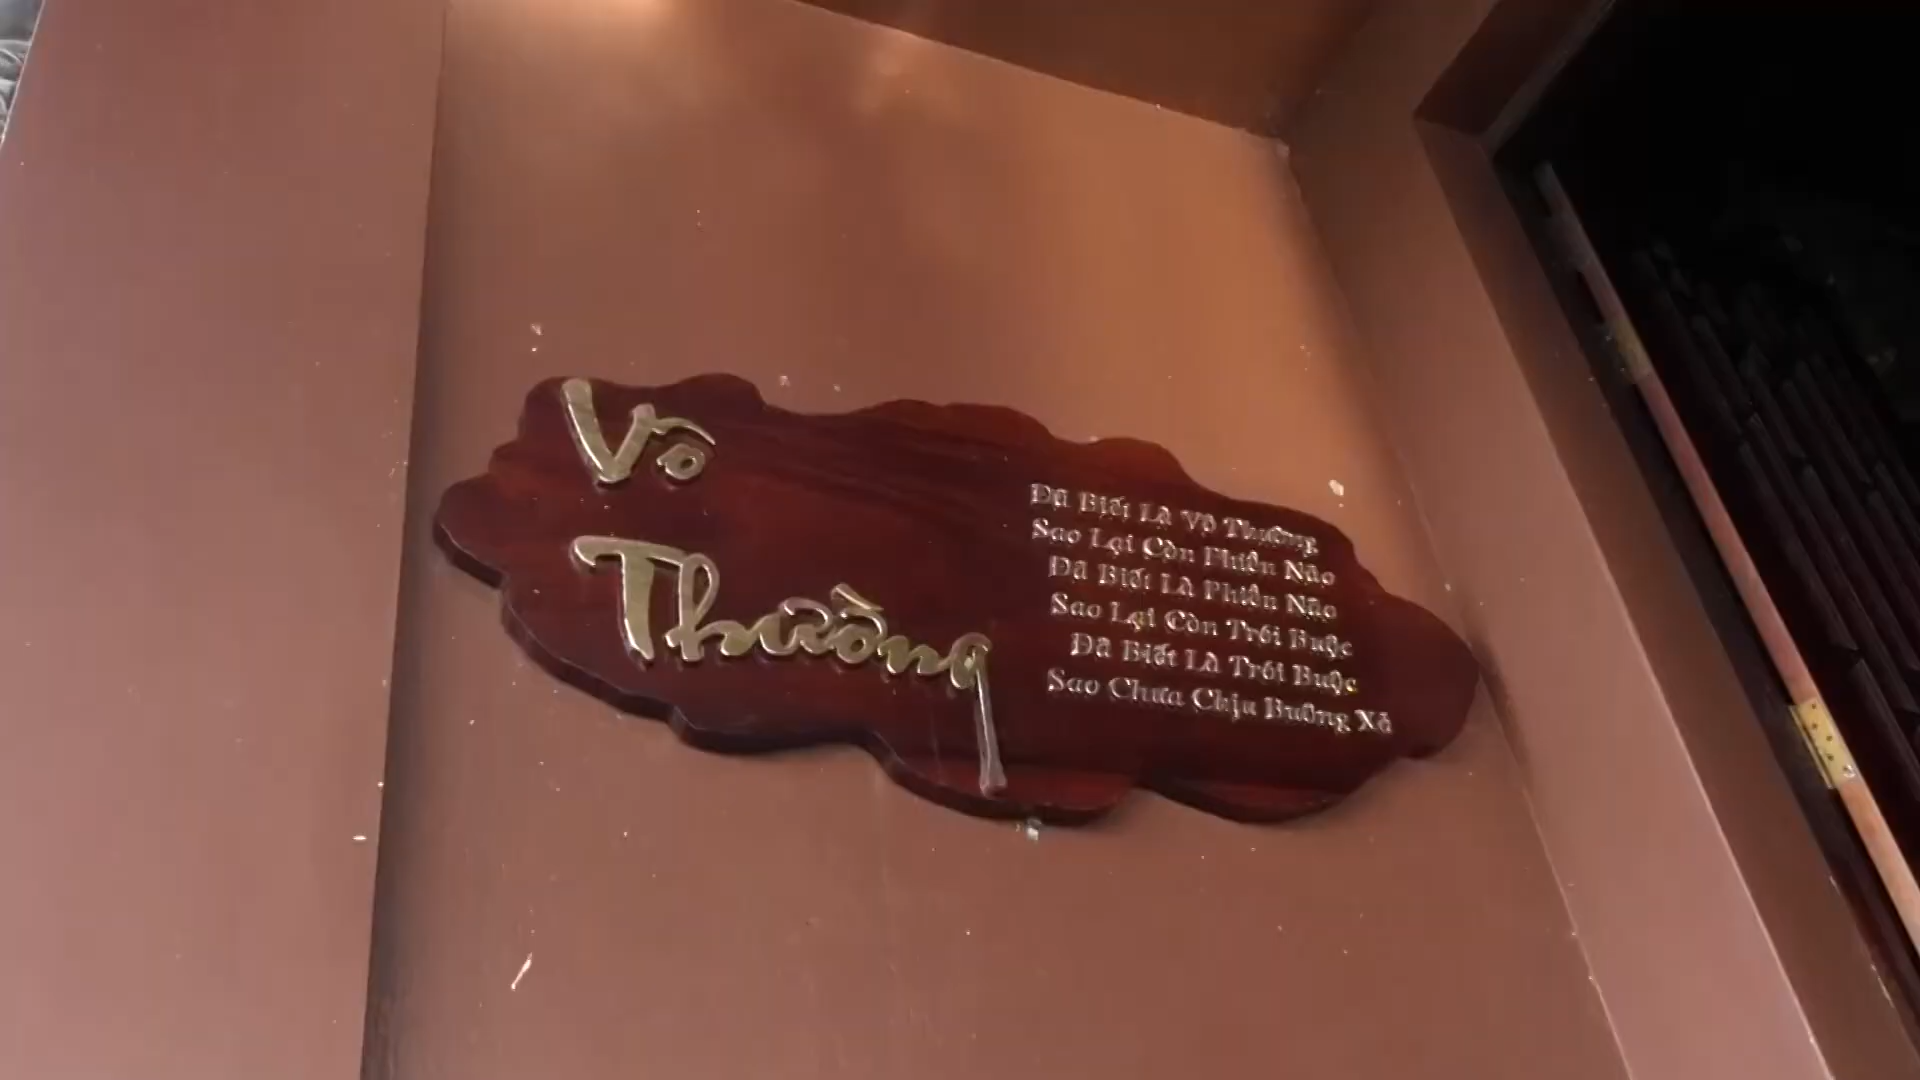 Vô
Thường
Đã Biết Là Vô Thường
Sao Lại Còn Phiền Não
Đã Biết Là Phiền Não
Sao Lại Còn Trói Buộc
Đã Biết Là Trói Buộc
Sao Chưa Chịu Buông Xả